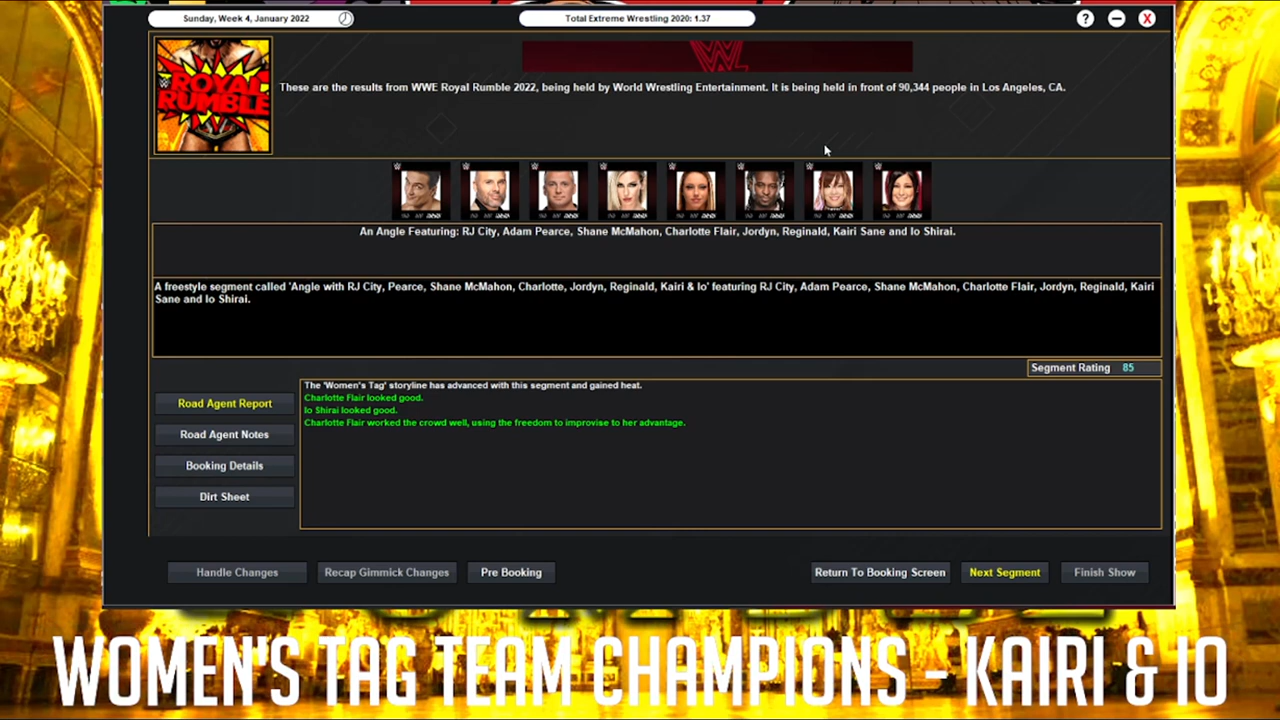 Sunday, Week 4, January 2022
Total Extreme Wrestling 2020: 1.37
?
X
ROYAL
RUMBLE
These are the results from WWE Royal Rumble 2022, being held by World Wrestling Entertainment. It is being held in front of 90,344 people in Los Angeles, CA.
An Angle Featuring: RJ City, Adam Pearce, Shane McMahon, Charlotte Flair, Jordyn, Reginald, Kairi Sane and Io Shirai.
A freestyle segment called 'Angle with RJ City, Pearce, Shane McMahon, Charlotte, Jordyn, Reginald, Kairi & Io' featuring RJ City, Adam Pearce, Shane McMahon, Charlotte Flair, Jordyn, Reginald, Kairi
Sane and Io Shirai.
Segment Rating 85
The 'Women's Tag' storyline has advanced with this segment and gained heat.
Charlotte Flair looked good.
Io Shirai looked good.
Charlotte Flair worked the crowd well, using the freedom to improvise to her advantage.
Road Agent Report
Road Agent Notes
Booking Details
Dirt Sheet
Handle Changes
Recap Gimmick Changes
Pre Booking
Return To Booking Screen
Next Segment
Finish Show
WOMEN'S TAG TEAM CHAMPIONS - KAIRI & IO